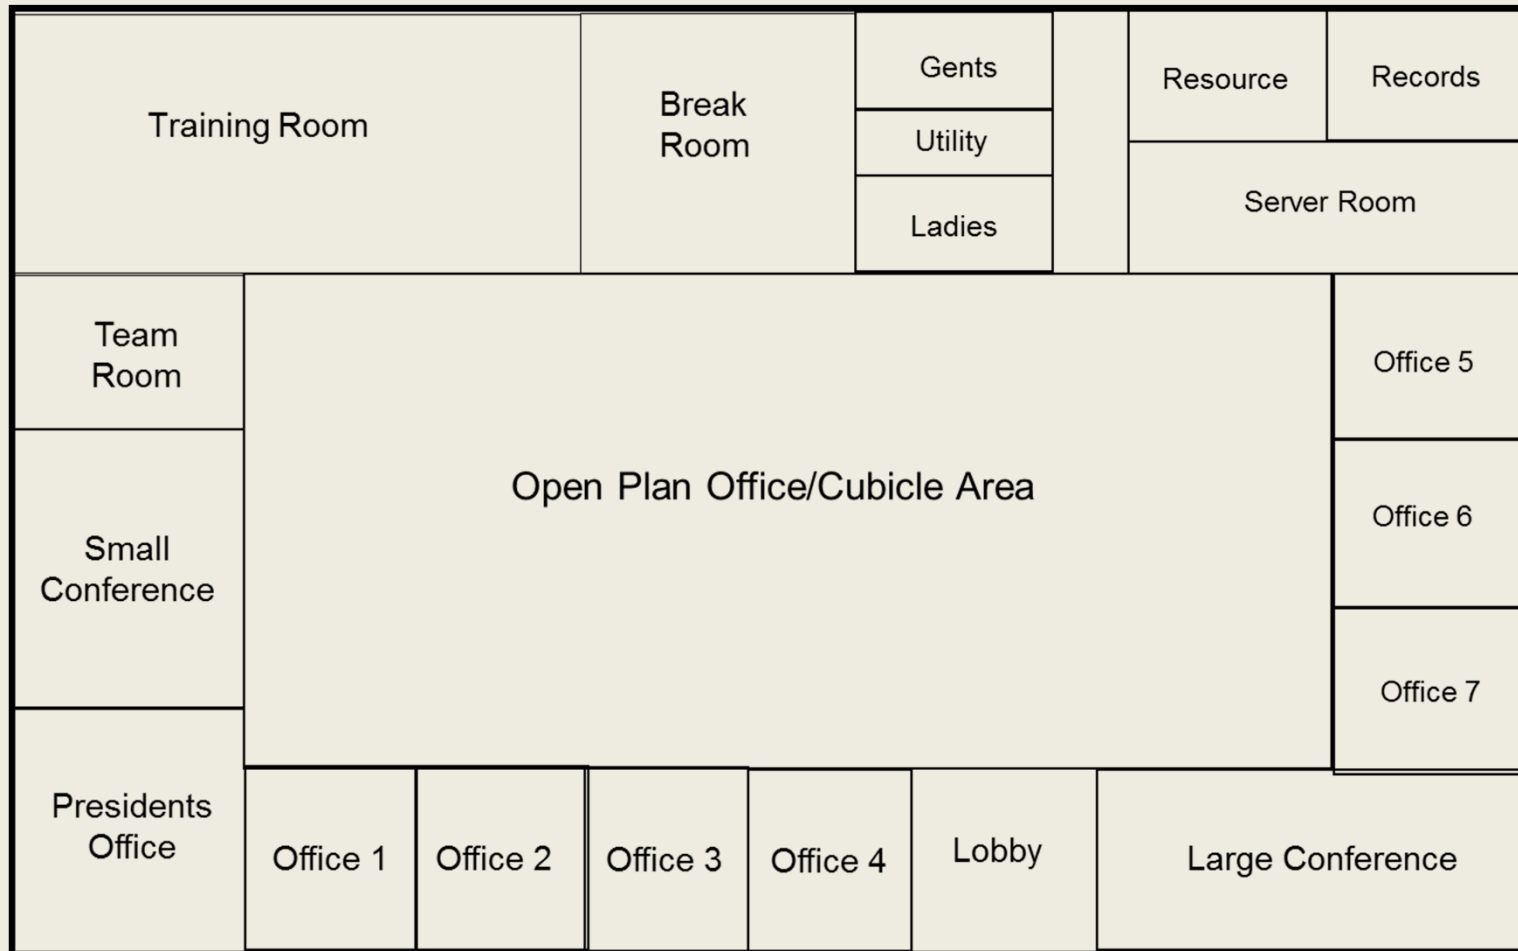 Training Room
Break
Room
Gents
Utility
Ladies
Resource
Records
Server Room
Team
Room
Small
Conference
Presidents
Office
Open Plan Office/Cubicle Area
Office 5
Office 6
Office 7
Office 1
Office 2
Office 3
Office 4
Lobby
Large Conference